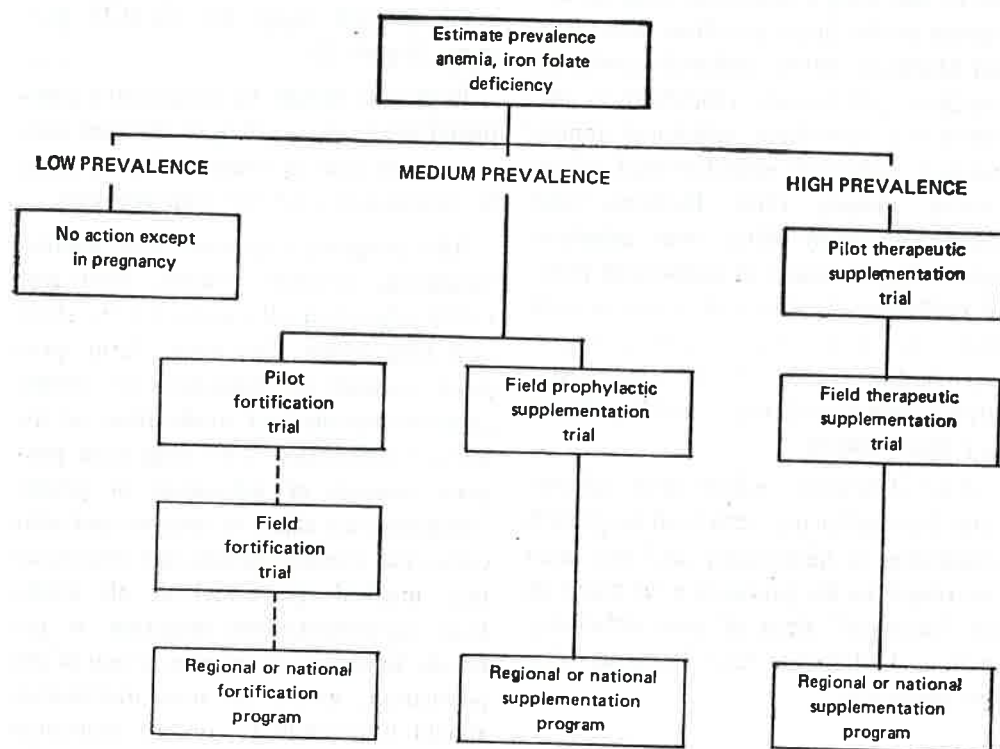 Estimate prevalence
anemia, iron folate
deficiency
LOW PREVALENCE
MEDIUM PREVALENCE
HIGH PREVALENCE
No action except
in pregnancy
Pilot therapeutic
supplementation
trial
Pilot
fortification
trial
Field prophylactic
supplementation
trial
Field therapeutic
supplementation
trial
Field
fortification
trial
Regional or national
fortification
program
Regional or national
supplementation
program
Regional or national
supplementation
program